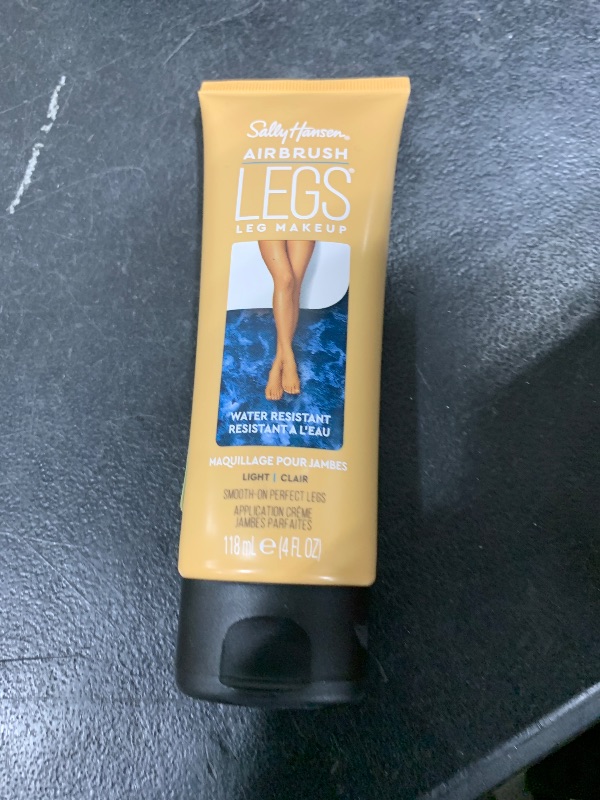 Sally Hansen®
AIRBRUSH
LEGS®
LEG MAKEUP
WATER RESISTANT
RESISTANT A L'EAU
MAQUILLAGE POUR JAMBES
LIGHT | CLAIR
SMOOTH-ON PERFECT LEGS
APPLICATION CRÈME
JAMBES PARFAITES
118 mL ℮ (4 FL OZ)